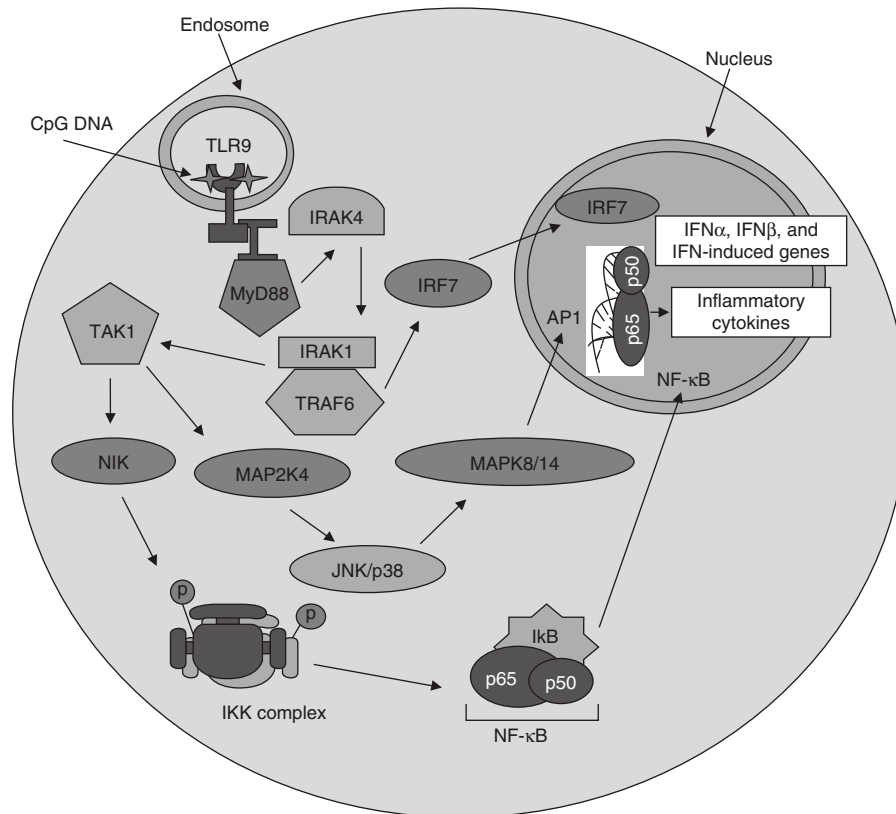 Endosome
Nucleus
CpG DNA
TLR9
IRAK4
IRF7
IFNα, IFNβ, and
IFN-induced genes
MyD88
IRF7
p50
p65
Inflammatory
cytokines
AP1
TAK1
IRAK1
TRAF6
NF-κB
NIK
MAP2K4
MAPK8/14
JNK/p38
p
p
IkB
p65
p50
IKK complex
NF-κB